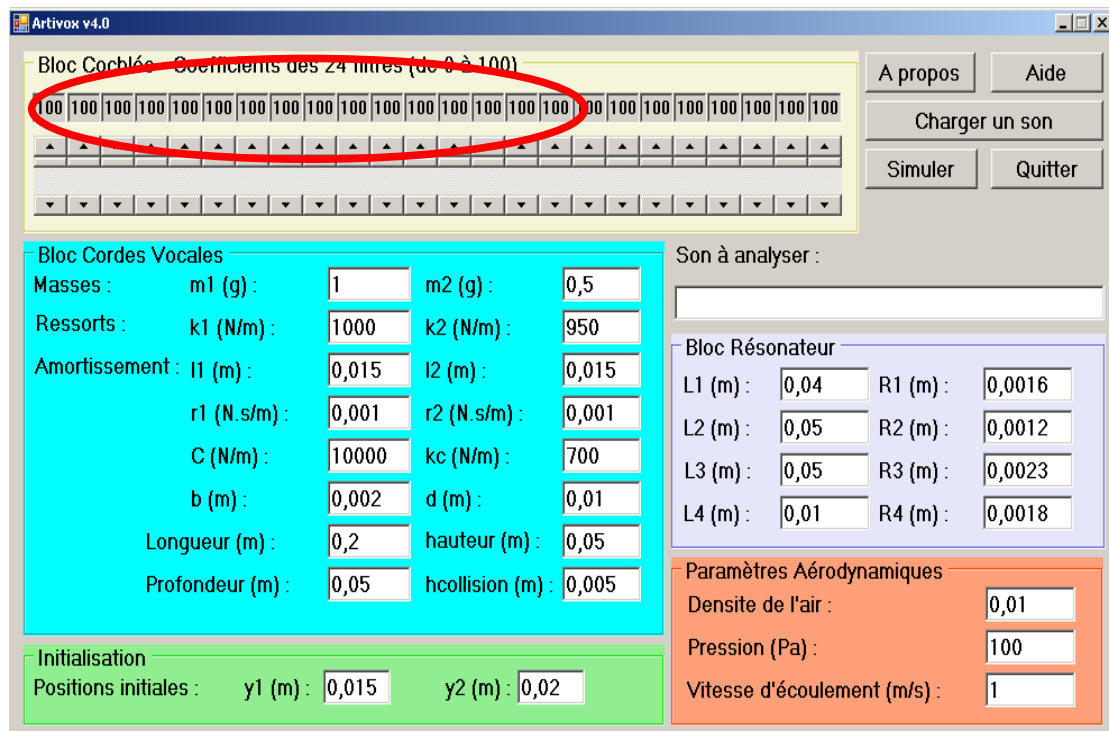 Artivox v4.0
Bloc Cochlée - Coefficients des 24 filtres (de 0 à 100)
100 100 100 100 100 100 100 100 100 100 100 100 100 100 100 100 100 100 100 100 100 100 100 100
A propos Aide
Charger un son
Simuler Quitter
Bloc Cordes Vocales
Masses : m1 (g) : 1 m2 (g) : 0,5
Ressorts : k1 (N/m) : 1000 k2 (N/m) : 950
Amortissement : l1 (m) : 0,015 l2 (m) : 0,015
r1 (N.s/m) : 0,001 r2 (N.s/m) : 0,001
C (N/m) : 10000 kc (N/m) : 700
b (m) : 0,002 d (m) : 0,01
Longueur (m) : 0,2 hauteur (m) : 0,05
Profondeur (m) : 0,05 hcollision (m) : 0,005
Initialisation
Positions initiales : y1 (m) : 0,015 y2 (m) : 0,02
Son à analyser :
Bloc Résonateur
L1 (m) : 0,04 R1 (m) : 0,0016
L2 (m) : 0,05 R2 (m) : 0,0012
L3 (m) : 0,05 R3 (m) : 0,0023
L4 (m) : 0,01 R4 (m) : 0,0018
Paramètres Aérodynamiques
Densite de l'air : 0,01
Pression (Pa) : 100
Vitesse d'écoulement (m/s) : 1